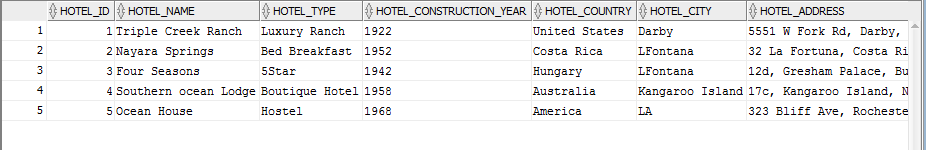 HOTEL_ID HOTEL_NAME HOTEL_TYPE HOTEL_CONSTRUCTION_YEAR HOTEL_COUNTRY HOTEL_CITY HOTEL_ADDRESS
1 1 Triple Creek Ranch Luxury Ranch 1922 United States Darby 5551 W Fork Rd, Darby,
2 2 Nayara Springs Bed Breakfast 1952 Costa Rica LFontana 32 La Fortuna, Costa Ri
3 3 Four Seasons 5Star 1942 Hungary LFontana 12d, Gresham Palace, Bu
4 4 Southern ocean Lodge Boutique Hotel 1958 Australia Kangaroo Island 17c, Kangaroo Island, N
5 5 Ocean House Hostel 1968 America LA 323 Bliff Ave, Rocheste